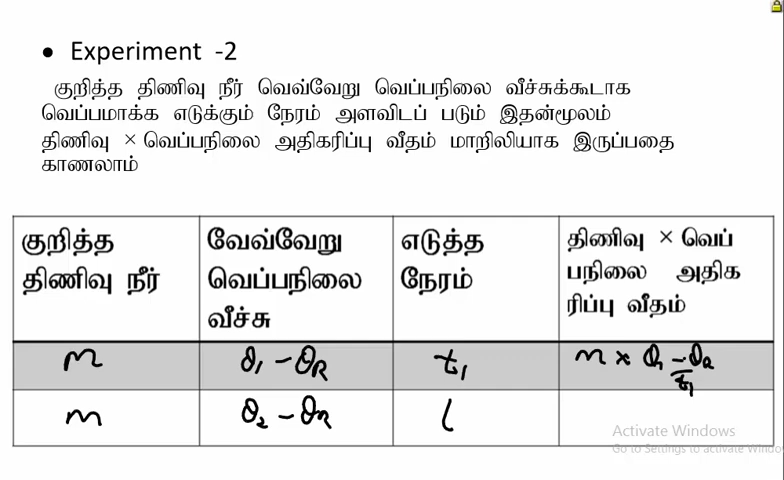 • Experiment -2
குறித்த திணிவு நீர் வெவ்வேறு வெப்பநிலை வீச்சுக்கூடாக
வெப்பமாக்க எடுக்கும் நேரம் அளவிடப் படும் இதன்மூலம்
திணிவு × வெப்பநிலை அதிகரிப்பு வீதம் மாறிலியாக இருப்பதை
காணலாம்
குறித்த திணிவு நீர்
வேவ்வேறு வெப்பநிலை வீச்சு
எடுத்த நேரம்
திணிவு × வெப்பநிலை அதிகரிப்பு வீதம்
m θ₁ - θR t₁ m × θ₁ - θR / t₁
m θ₂ - θR
Activate Windows
Go to Settings to activate Windo